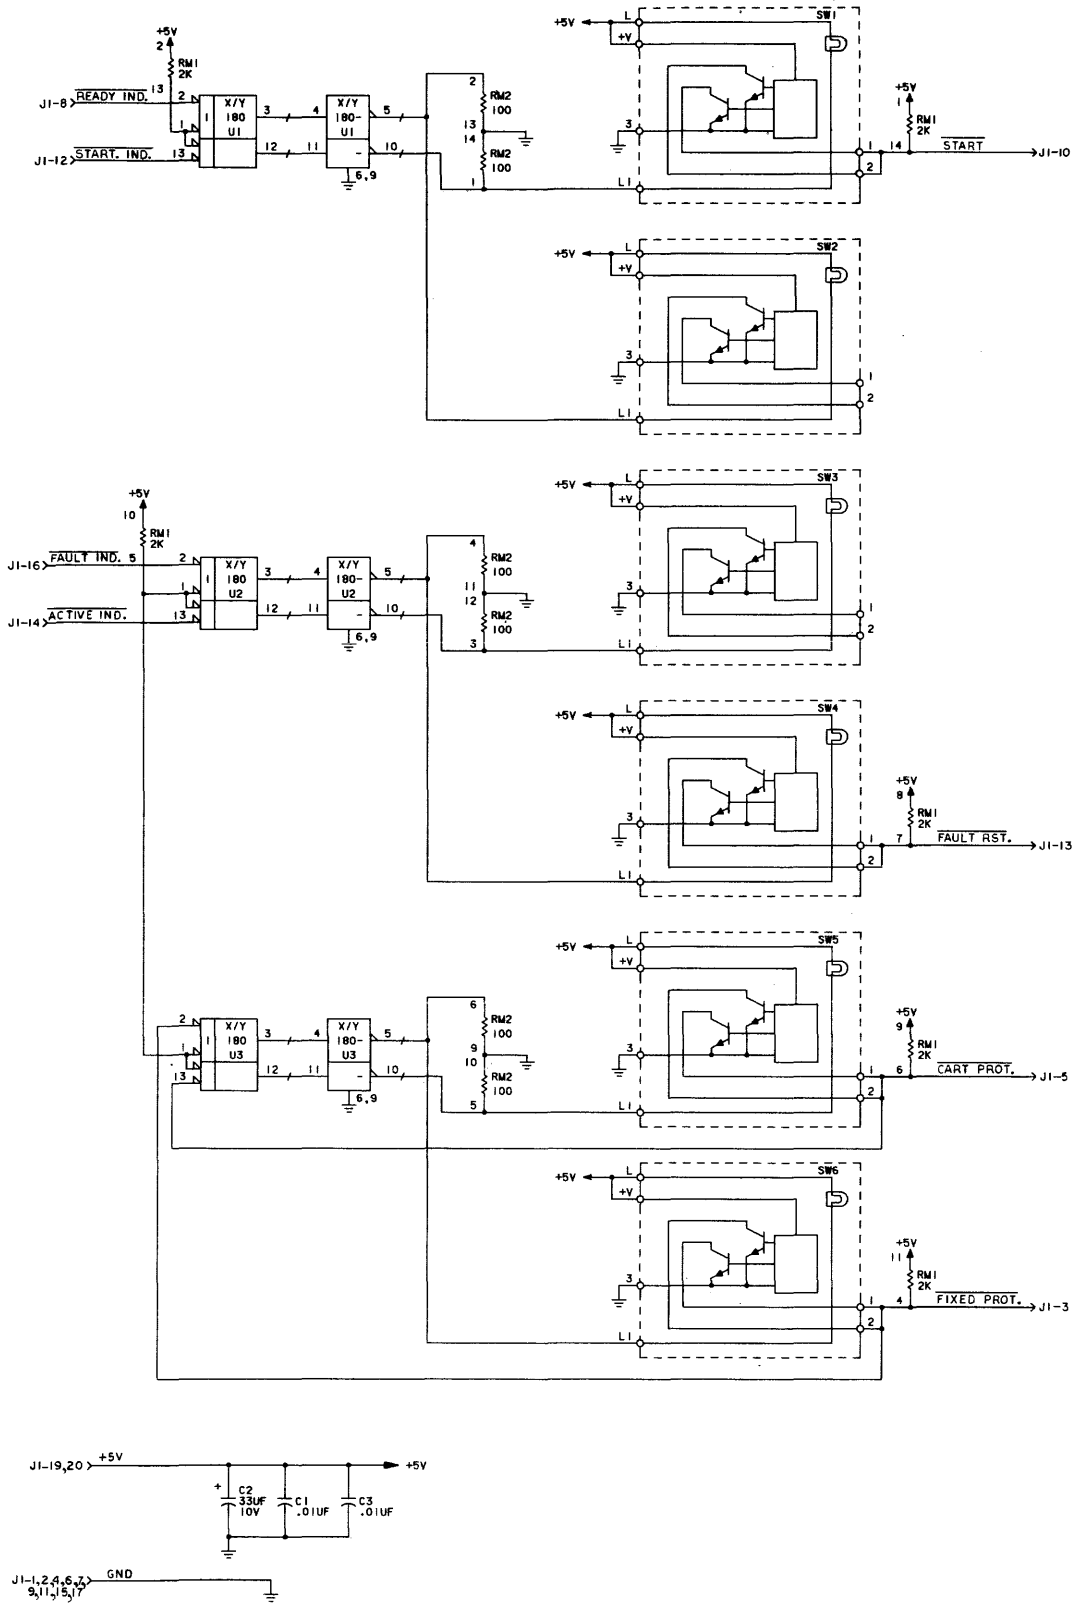 +5V
2
RM1
2K
J1-8
READY IND. 13
2
X/Y
1
180
U1
1
13
J1-12
START. IND.
3
12
4
11
X/Y
180-
U1
-
6,9
5
10
2
RM2
100
13
14
RM2
100
1
+5V
L
+V
SW1
3
L1
1
2
14
+5V
1
RM1
2K
START
J1-10
+5V
L
+V
SW2
3
L1
1
2
+5V
10
RM1
2K
J1-16
FAULT IND. 5
2
X/Y
1
180
U2
1
13
J1-14
ACTIVE IND.
3
12
4
11
X/Y
180-
U2
-
6,9
5
10
4
RM2
100
11
12
RM2
100
3
+5V
L
+V
SW3
3
L1
1
2
+5V
L
+V
SW4
3
L1
1
2
7
+5V
8
RM1
2K
FAULT RST.
J1-13
2
X/Y
1
180
U3
1
13
3
12
4
11
X/Y
180-
U3
-
6,9
5
10
6
RM2
100
9
10
RM2
100
5
+5V
L
+V
SW5
3
L1
1
2
6
+5V
9
RM1
2K
CART PROT.
J1-5
+5V
L
+V
SW6
3
L1
1
2
4
+5V
11
RM1
2K
FIXED PROT.
J1-3
J1-19,20
+5V
+5V
+
C2
33UF
10V
C1
.01UF
C3
.01UF
J1-1,2,4,6,7,
9,11,15,17
GND